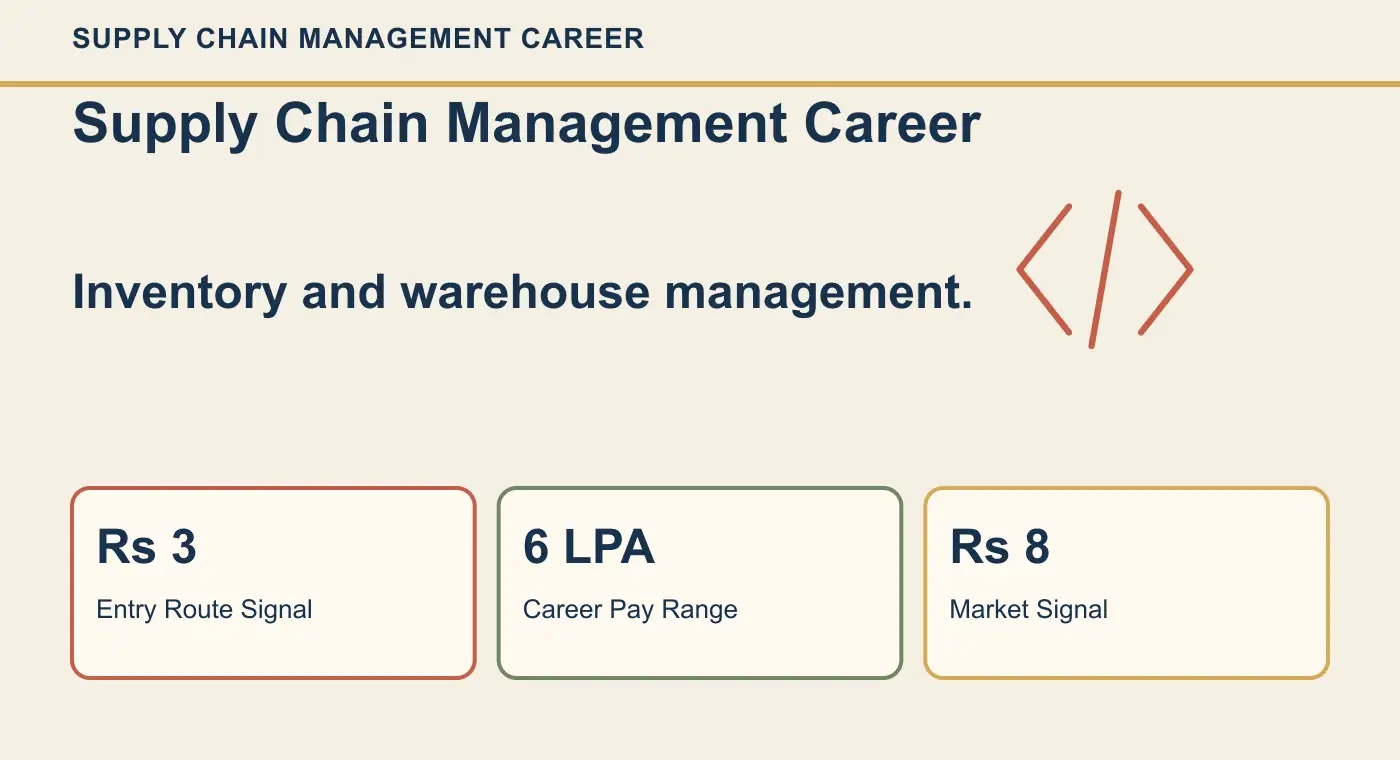 SUPPLY CHAIN MANAGEMENT CAREER
Supply Chain Management Career
Inventory and warehouse management.
Rs 3
Entry Route Signal
6 LPA
Career Pay Range
Rs 8
Market Signal